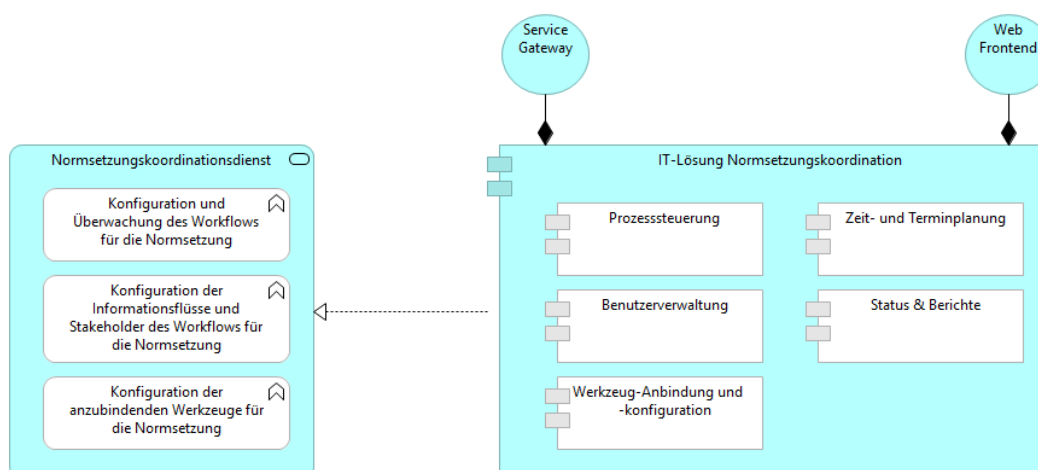 Service
Gateway
Web
Frontend
Normsetzungskoordinationsdienst
Konfiguration und
Überwachung des Workflows
für die Normsetzung
Konfiguration der
Informationsflüsse und
Stakeholder des Workflows für
die Normsetzung
Konfiguration der
anzubindenden Werkzeuge für
die Normsetzung
IT-Lösung Normsetzungskoordination
Prozesssteuerung
Zeit- und Terminplanung
Benutzerverwaltung
Status & Berichte
Werkzeug-Anbindung und
-konfiguration